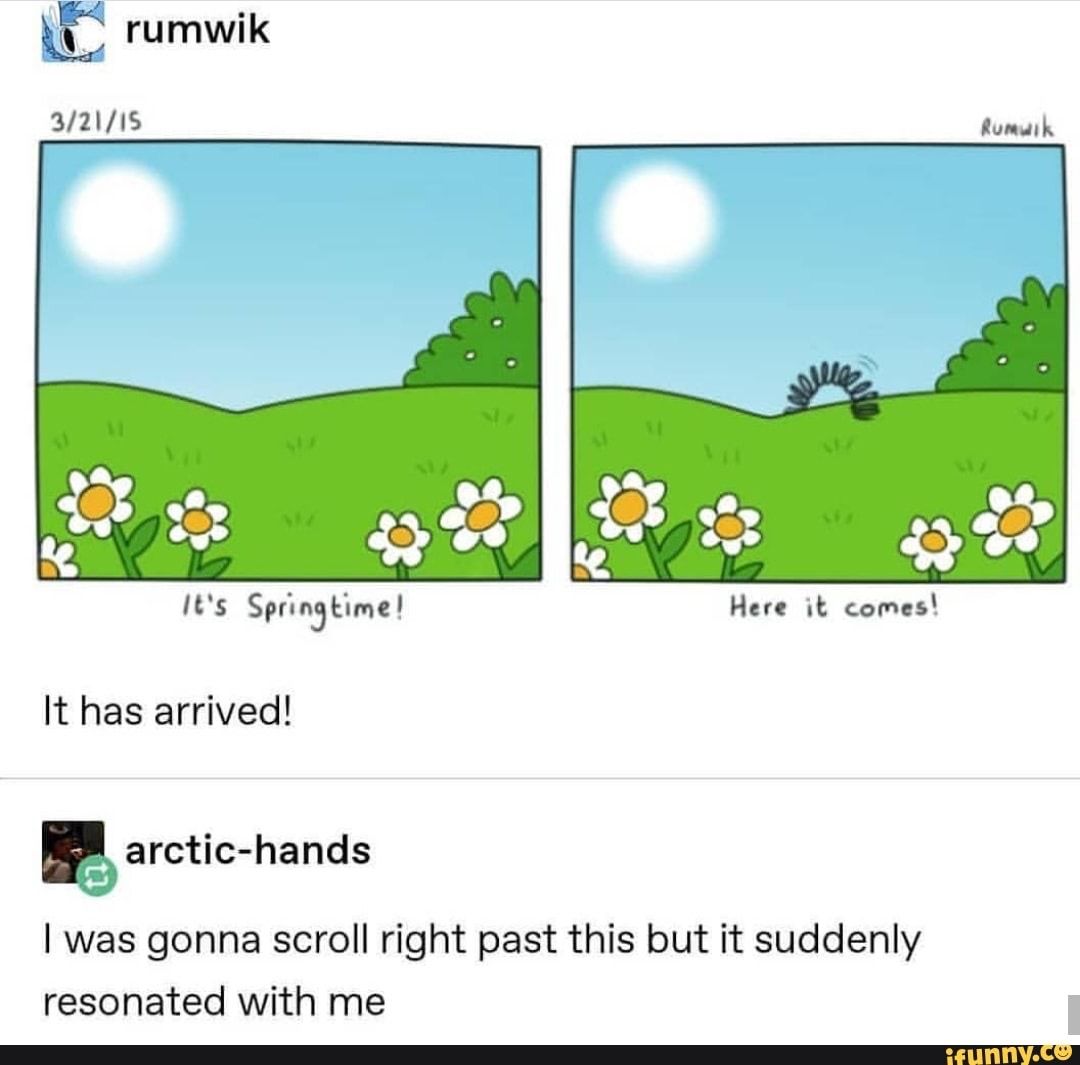 rumwik
3/21/15
Rumwik
It's Springtime!
Here it comes!
It has arrived!
arctic-hands
I was gonna scroll right past this but it suddenly
resonated with me
ifunny.co